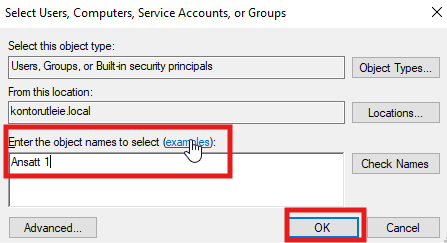 Select Users, Computers, Service Accounts, or Groups
Select this object type:
Users, Groups, or Built-in security principals
Object Types...
From this location:
kontorutleie.local
Locations...
Enter the object names to select (examples):
Ansatt 1
Check Names
Advanced...
OK
Cancel